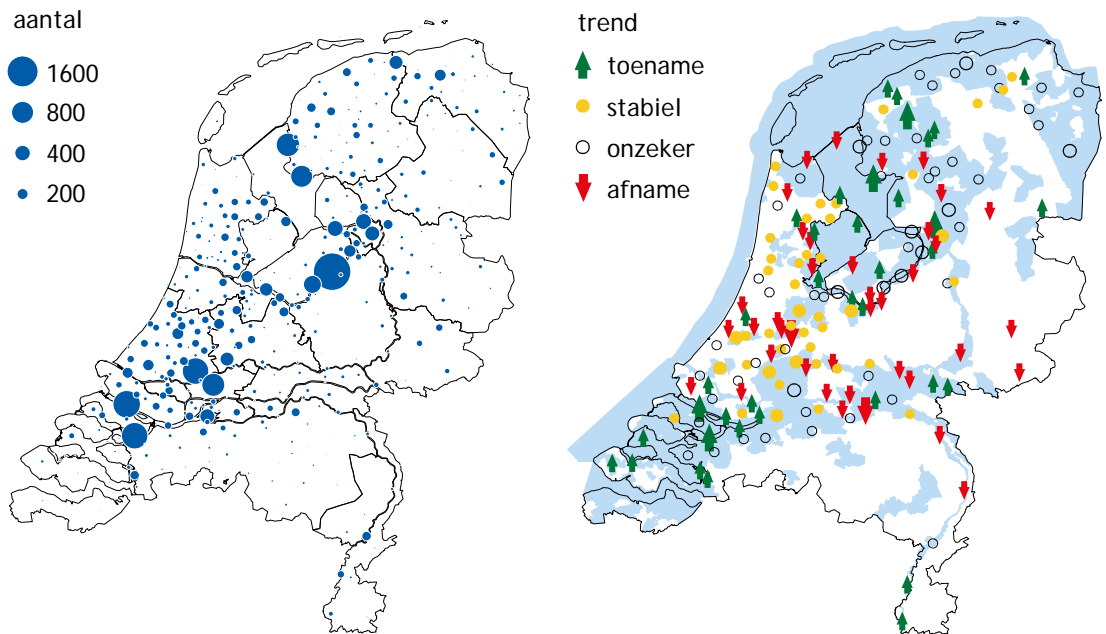 aantal
1600
800
400
200
trend
toename
stabiel
onzeker
afname